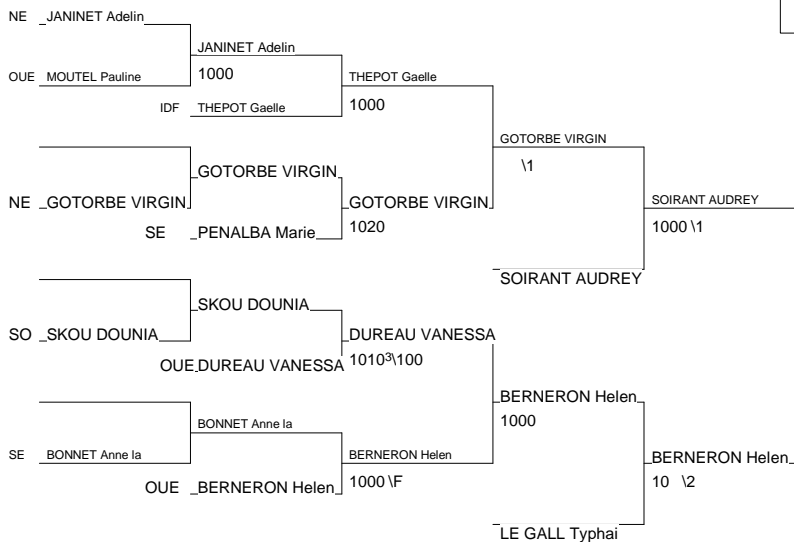 NE JANINET Adelin
JANINET Adelin
OUE MOUTEL Pauline 1000 THEPOT Gaelle
IDF THEPOT Gaelle 1000
GOTORBE VIRGIN
\1
GOTORBE VIRGIN
NE GOTORBE VIRGIN GOTORBE VIRGIN SOIRANT AUDREY
SE PENALBA Marie 1020 1000 \1
SOIRANT AUDREY
SKOU DOUNIA
SO SKOU DOUNIA DUREAU VANESSA
OUE DUREAU VANESSA 1010³\100
BERNERON Helen
BONNET Anne la 1000
SE BONNET Anne la BERNERON Helen BERNERON Helen
OUE BERNERON Helen 1000 \F 10 \2
LE GALL Typhai